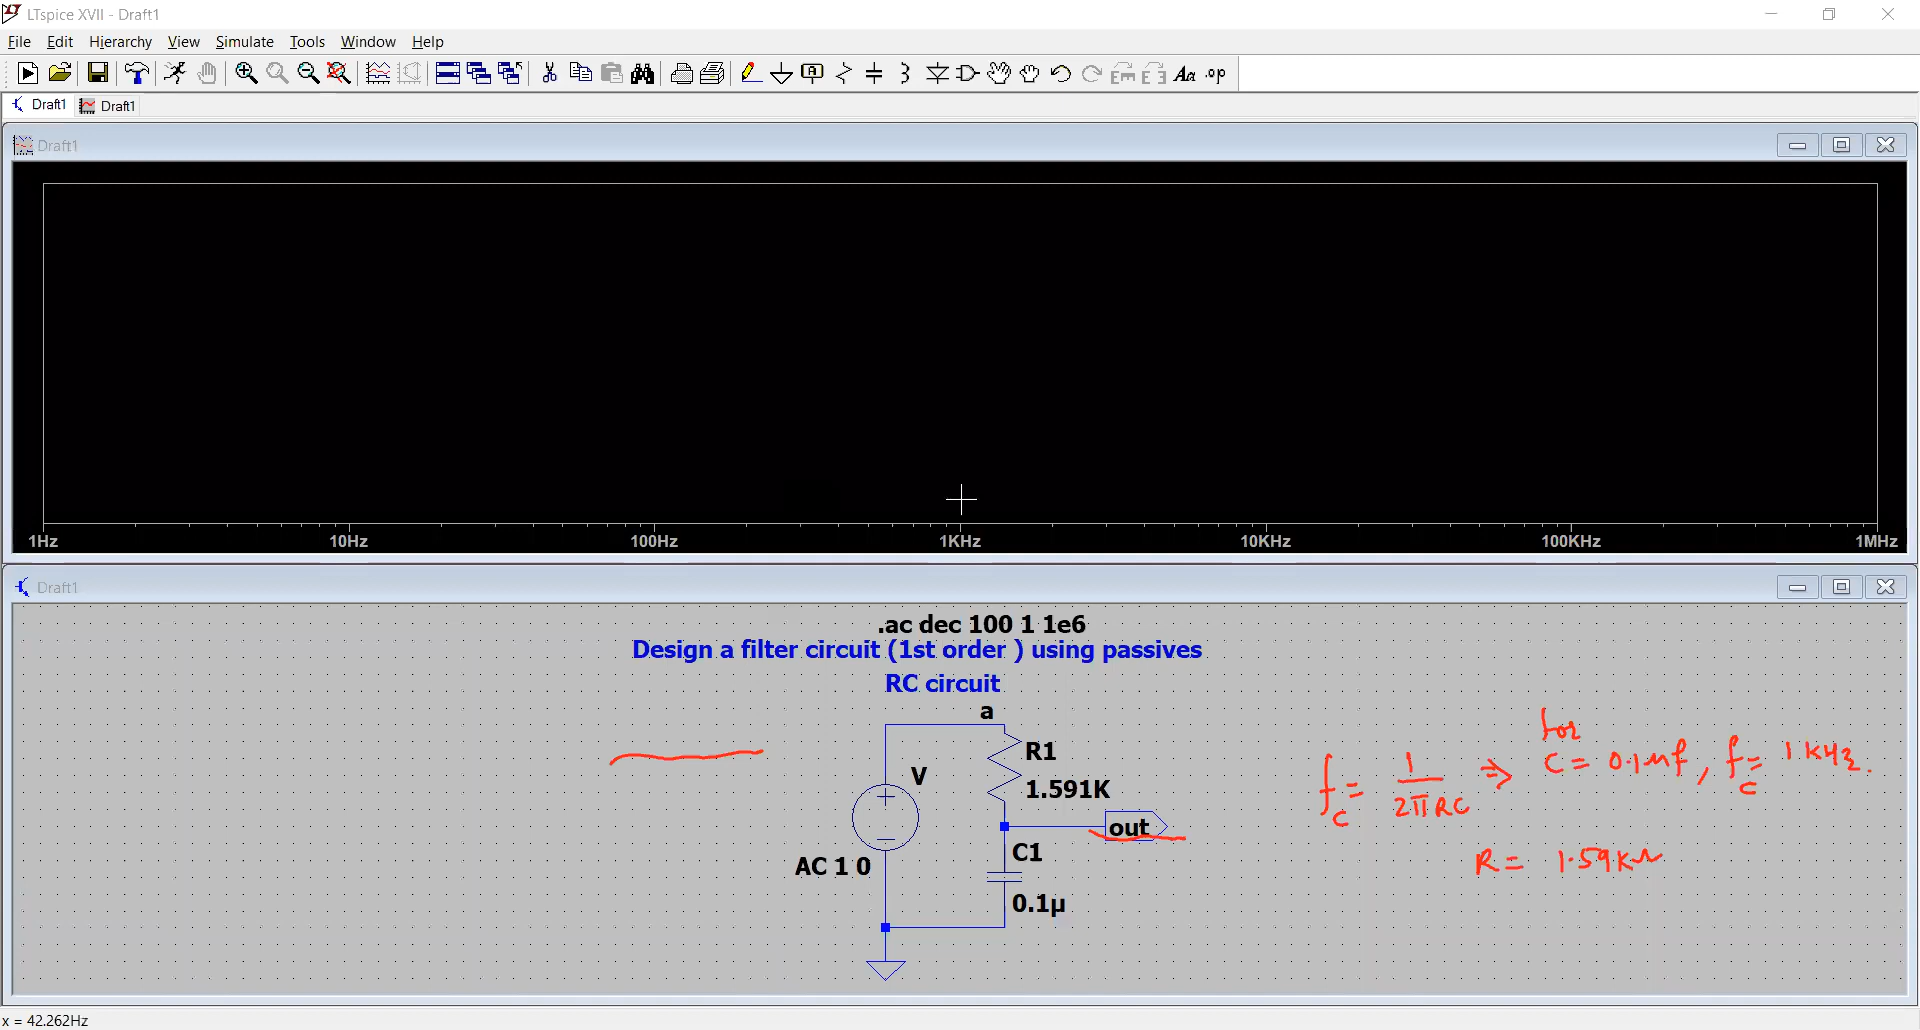 LTspice XVII - Draft1
File Edit Hierarchy View Simulate Tools Window Help
Draft1 Draft1
Draft1
1Hz 10Hz 100Hz 1KHz 10KHz 100KHz 1MHz
Draft1
.ac dec 100 1 1e6
Design a filter circuit (1st order ) using passives
RC circuit
a
R1
V
1.591K
out
C1
AC 1 0
0.1µ
for
fc = 1/2πRC ⇒ C = 0.1μf, fc = 1 KHz.
R = 1.59KΩ
x = 42.262Hz